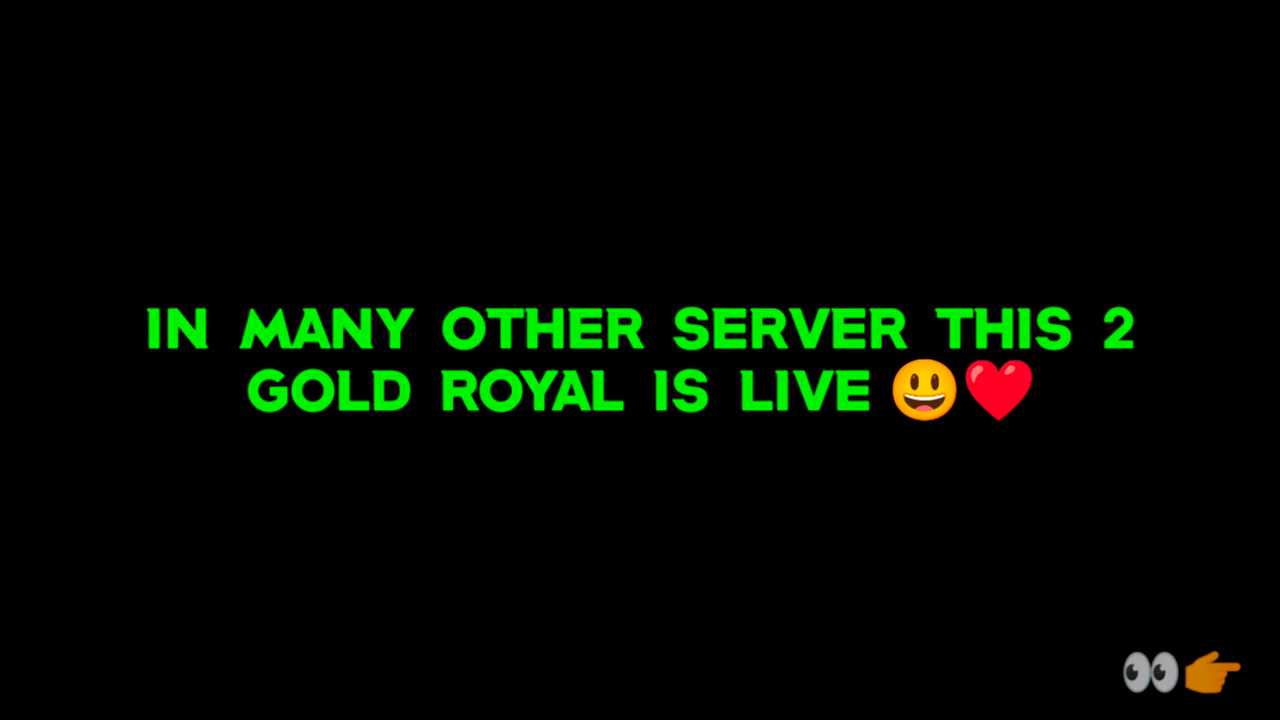 IN MANY OTHER SERVER THIS 2
GOLD ROYAL IS LIVE 😃❤️
👀👉